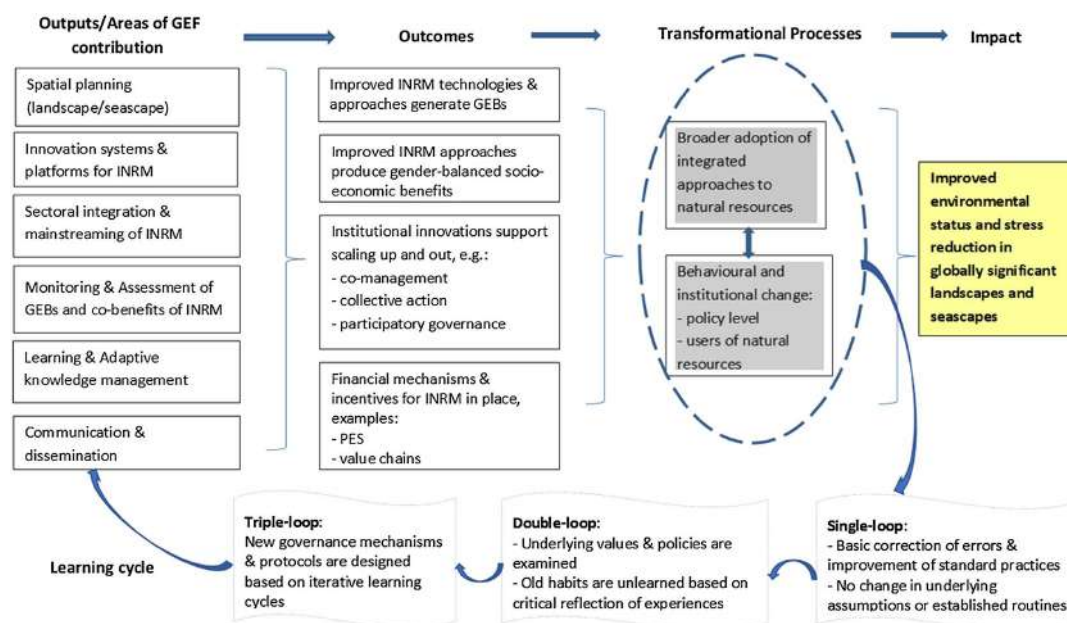 Outputs/Areas of GEF
contribution
Outcomes
Transformational Processes
Impact
Spatial planning
(landscape/seascape)
Innovation systems &
platforms for INRM
Sectoral integration &
mainstreaming of INRM
Monitoring & Assessment of
GEBs and co-benefits of INRM
Learning & Adaptive
knowledge management
Communication &
dissemination
Improved INRM technologies &
approaches generate GEBs
Improved INRM approaches
produce gender-balanced socio-
economic benefits
Institutional innovations support
scaling up and out, e.g.:
- co-management
- collective action
- participatory governance
Financial mechanisms &
incentives for INRM in place,
examples:
- PES
- value chains
Broader adoption of
integrated
approaches to
natural resources
Behavioural and
institutional change:
- policy level
- users of natural
resources
Improved
environmental
status and stress
reduction in
globally significant
landscapes and
seascapes
Learning cycle
Triple-loop:
New governance mechanisms
& protocols are designed
based on iterative learning
cycles
Double-loop:
- Underlying values & policies are
examined
- Old habits are unlearned based on
critical reflection of experiences
Single-loop:
- Basic correction of errors &
improvement of standard practices
- No change in underlying
assumptions or established routines